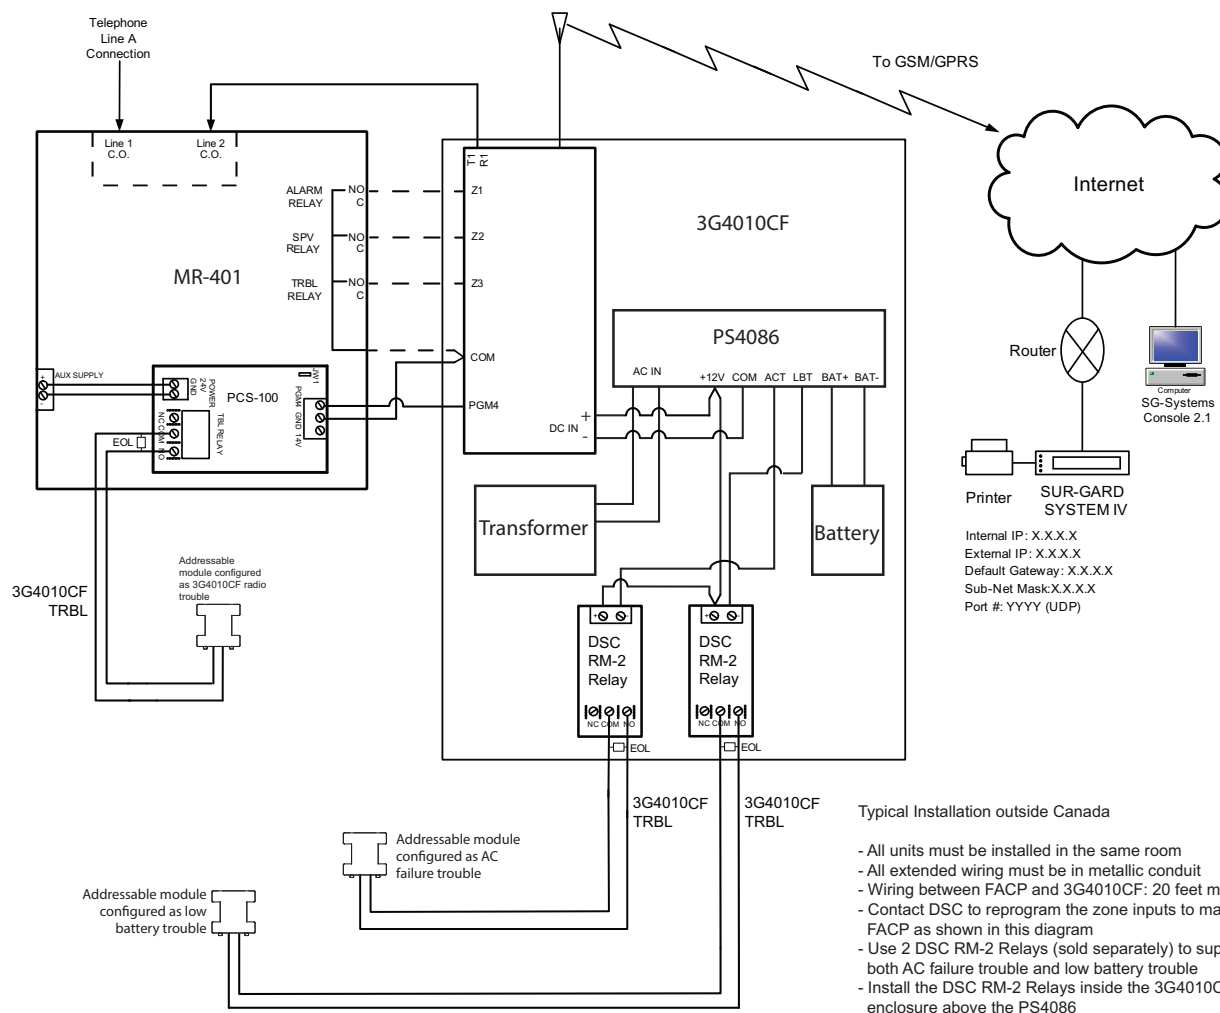 Telephone
Line A
Connection
To GSM/GPRS
Line 1
C.O.
Line 2
C.O.
T1
R1
ALARM
RELAY
NO
C
Z1
SPV
RELAY
NO
C
Z2
TRBL
RELAY
NO
C
Z3
MR-401
3G4010CF
Internet
COM
PGM4
PS4086
AC IN
+12V
COM
ACT
LBT
BAT+
BAT-
+
DC IN
-
Router
Computer
SG-Systems
Console 2.1
+
AUX SUPPLY
-
GND
24V
POWER
JW1
PCS-100
PGM4
GND
14V
TBL RELAY
NC
COM
NO
EOL
Transformer
Battery
Printer
SUR-GARD
SYSTEM IV
Internal IP: X.X.X.X
External IP: X.X.X.X
Default Gateway: X.X.X.X
Sub-Net Mask:X.X.X.X
Port #: YYYY (UDP)
Addressable
module configured
as 3G4010CF radio
trouble
3G4010CF
TRBL
+
-
DSC
RM-2
Relay
NC COM NO
EOL
+
-
DSC
RM-2
Relay
NC COM NO
EOL
3G4010CF
TRBL
3G4010CF
TRBL
Addressable module
configured as AC
failure trouble
Addressable module
configured as low
battery trouble
Typical Installation outside Canada
- All units must be installed in the same room
- All extended wiring must be in metallic conduit
- Wiring between FACP and 3G4010CF: 20 feet m
- Contact DSC to reprogram the zone inputs to ma
FACP as shown in this diagram
- Use 2 DSC RM-2 Relays (sold separately) to sup
both AC failure trouble and low battery trouble
- Install the DSC RM-2 Relays inside the 3G4010C
enclosure above the PS4086